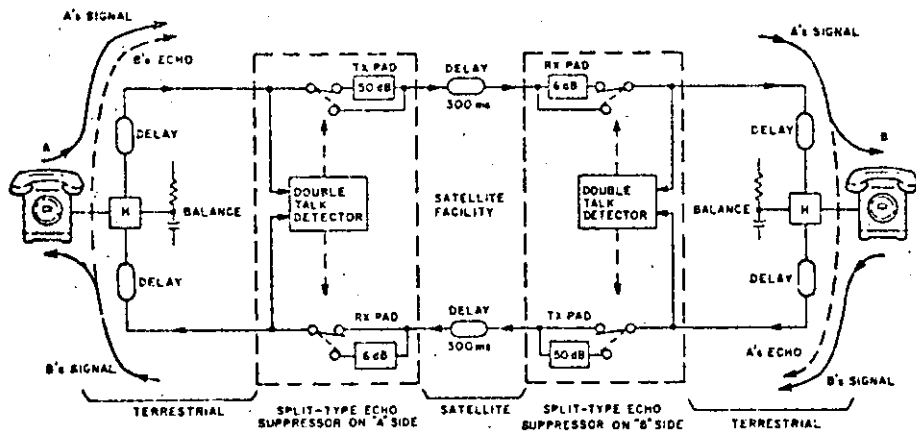 A's SIGNAL
B's ECHO
A
DELAY
H
BALANCE
DELAY
B's SIGNAL
TX PAD
50 dB
DOUBLE
TALK
DETECTOR
RX PAD
6 dB
DELAY
300 ms
SATELLITE
FACILITY
DELAY
300 ms
RX PAD
6 dB
DOUBLE
TALK
DETECTOR
TX PAD
50 dB
A's SIGNAL
DELAY
B
BALANCE
H
DELAY
A's ECHO
B's SIGNAL
TERRESTRIAL
SPLIT-TYPE ECHO
SUPPRESSOR ON "A" SIDE
SATELLITE
SPLIT-TYPE ECHO
SUPPRESSOR ON "B" SIDE
TERRESTRIAL